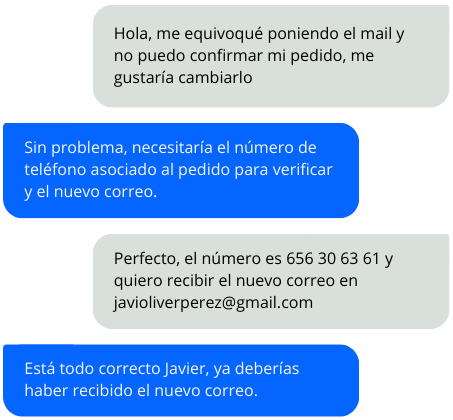 Hola, me equivoqué poniendo el mail y
no puedo confirmar mi pedido, me
gustaría cambiarlo
Sin problema, necesitaría el número de
teléfono asociado al pedido para verificar
y el nuevo correo.
Perfecto, el número es 656 30 63 61 y
quiero recibir el nuevo correo en
javioliverperez@gmail.com
Está todo correcto Javier, ya deberías
haber recibido el nuevo correo.